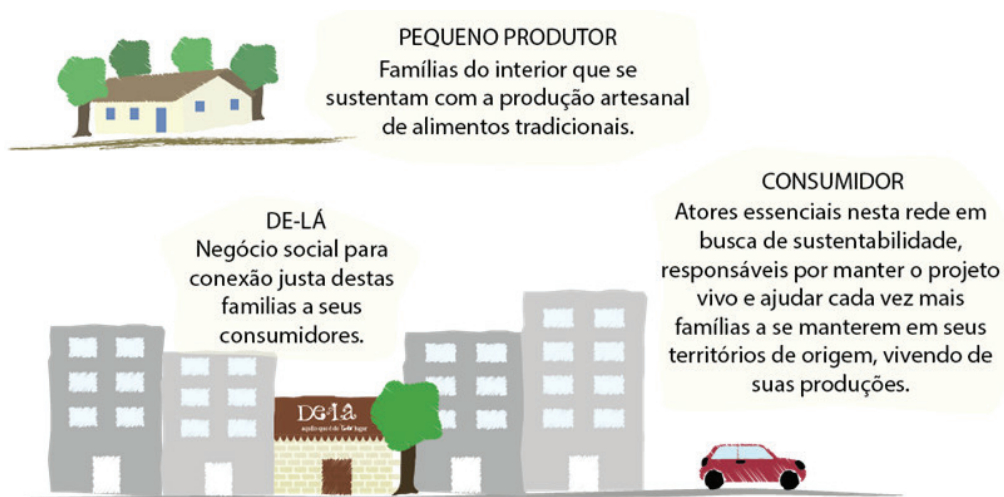 PEQUENO PRODUTOR
Famílias do interior que se
sustentam com a produção artesanal
de alimentos tradicionais.
DE-LÁ
Negócio social para
conexão justa destas
familias a seus
consumidores.
CONSUMIDOR
Atores essenciais nesta rede em
busca de sustentabilidade,
responsáveis por manter o projeto
vivo e ajudar cada vez mais
famílias a se manterem em seus
territórios de origem, vivendo de
suas produções.
De-Lá
lugar